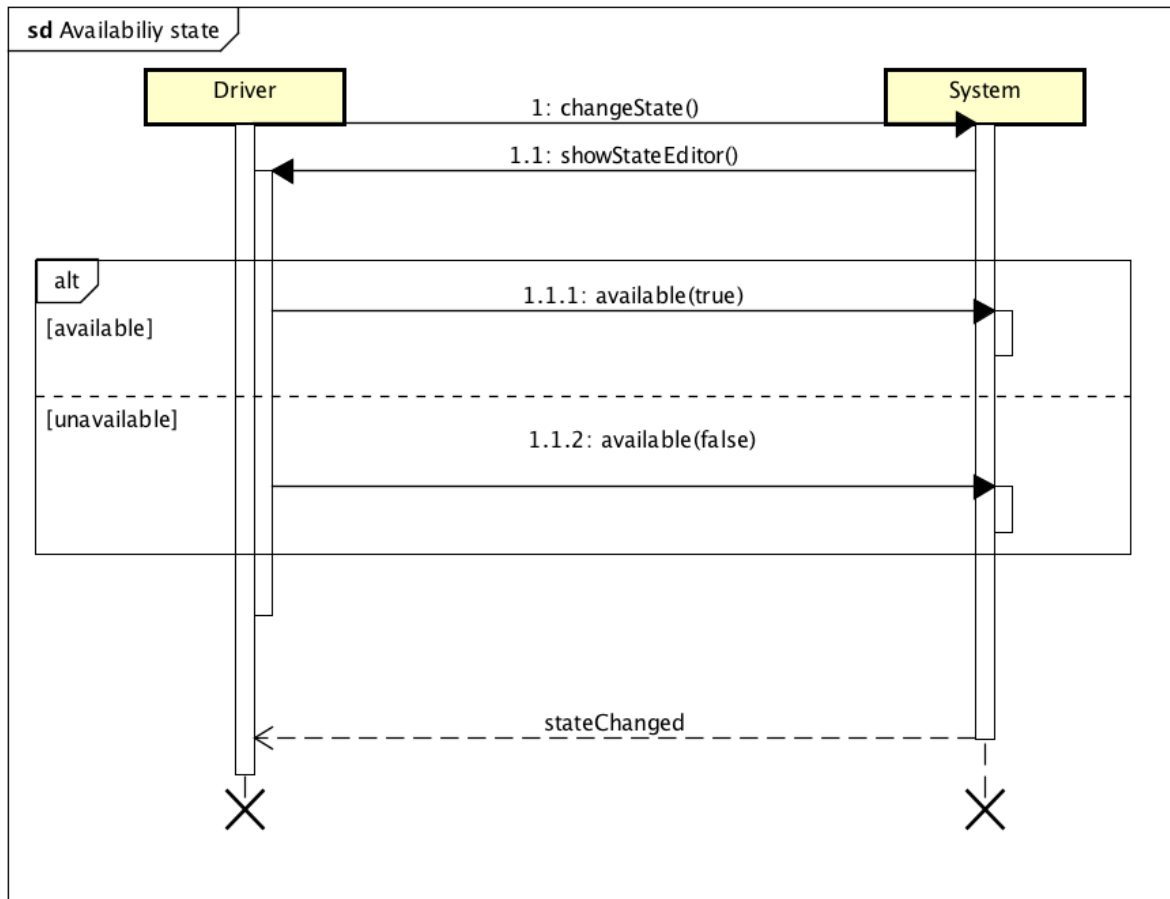 sd Availabiliy state
Driver
System
1: changeState()
1.1: showStateEditor()
alt
1.1.1: available(true)
[available]
[unavailable]
1.1.2: available(false)
stateChanged